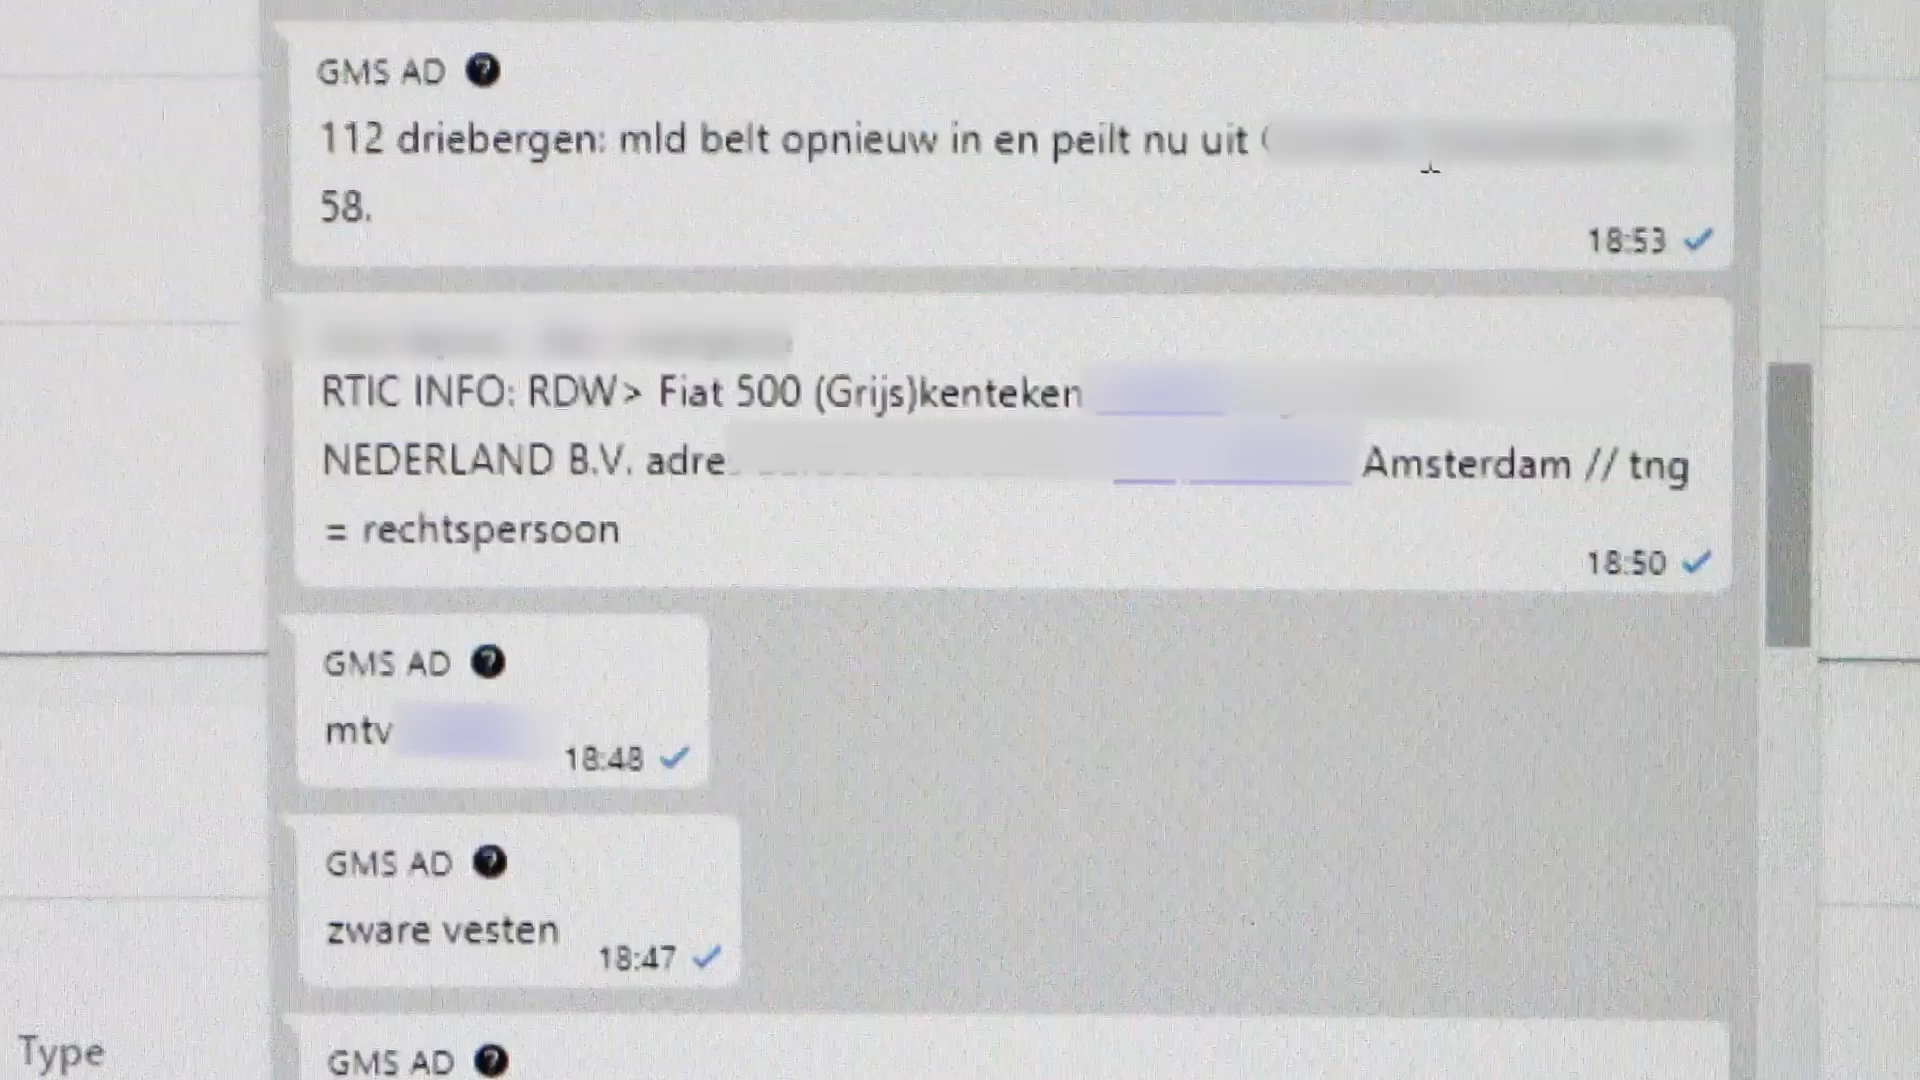 GMS AD
112 driebergen: mld belt opnieuw in en peilt nu uit
58.
18:53
RTIC INFO: RDW> Fiat 500 (Grijs)kenteken
NEDERLAND B.V. adre
Amsterdam // tng
= rechtspersoon
18:50
GMS AD
mtv
18:48
GMS AD
zware vesten
18:47
Type
GMS AD